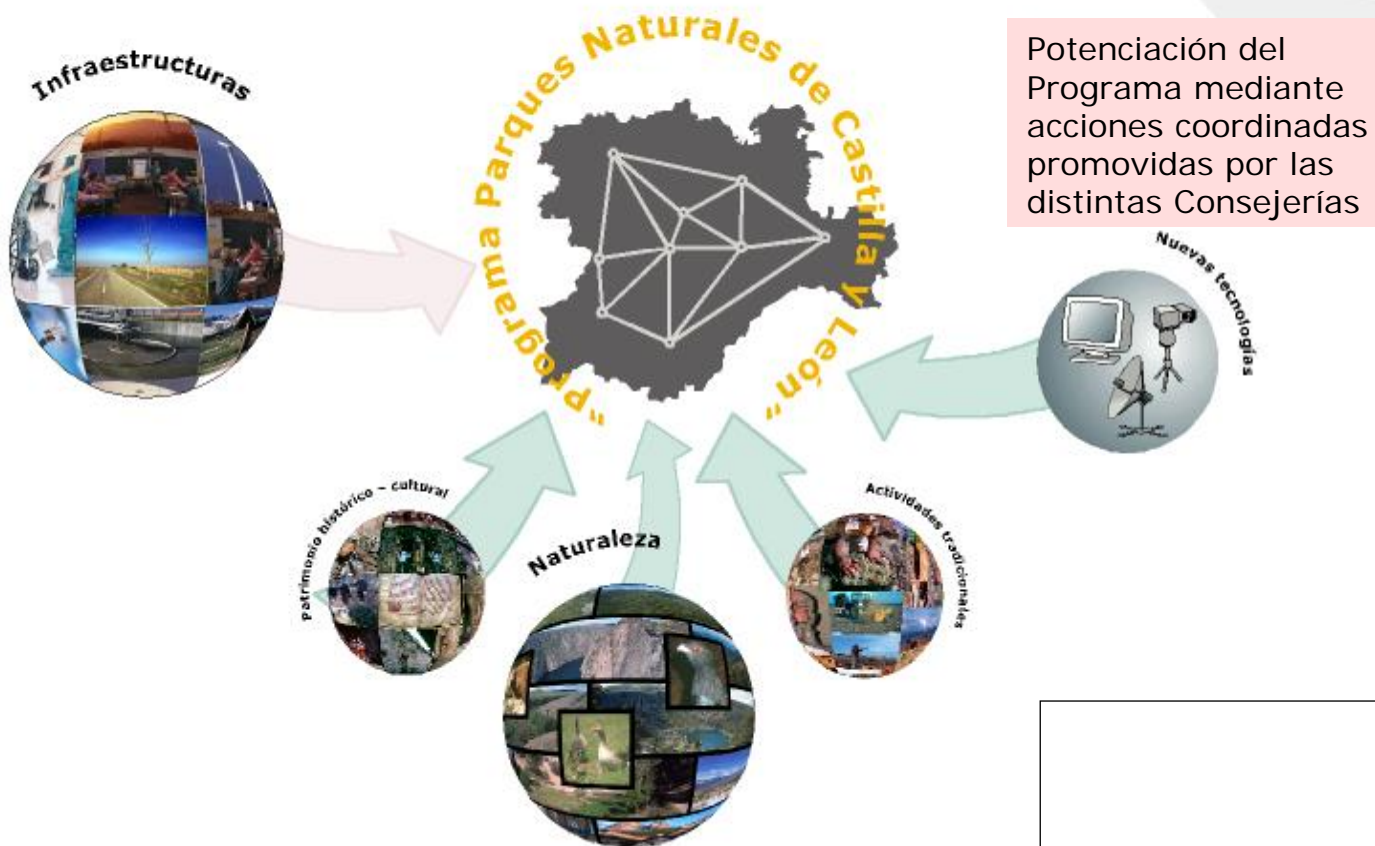 Infraestructuras
"programa Parques Naturales de Castilla y León"
Potenciación del
Programa mediante
acciones coordinadas
promovidas por las
distintas Consejerías
Nuevas tecnologías
Patrimonio histórico – cultural
Naturaleza
Actividades tradicionales